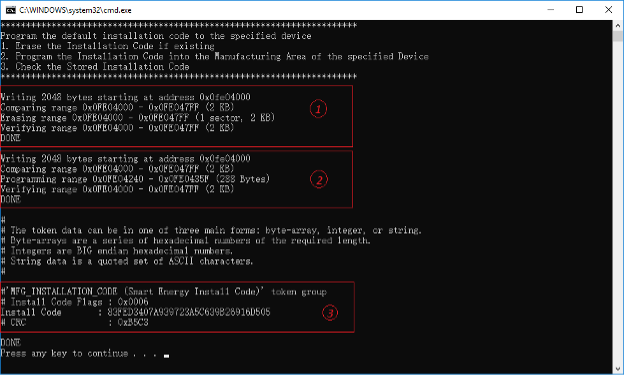 C:\WINDOWS\system32\cmd.exe
******************************************************************
Program the default installation code to the specified device
1. Erase the Installation Code if existing
2. Program the Installation Code into the Manufacturing Area of the specified Device
3. Check the Stored Installation Code
******************************************************************
Writing 2048 bytes starting at address 0x0fe04000
Comparing range 0x0FE04000 - 0x0FE047FF (2 KB)
Erasing range 0x0FE04000 - 0x0FE047FF (1 sector, 2 KB)
Verifying range 0x0FE04000 - 0x0FE047FF (2 KB)
DONE
1
Writing 2048 bytes starting at address 0x0fe04000
Comparing range 0x0FE04000 - 0x0FE047FF (2 KB)
Programming range 0x0FE04240 - 0x0FE0435F (288 Bytes)
Verifying range 0x0FE04000 - 0x0FE047FF (2 KB)
DONE
2
#
# The token data can be in one of three main forms: byte-array, integer, or string.
# Byte-arrays are a series of hexadecimal numbers of the required length.
# Integers are BIG endian hexadecimal numbers.
# String data is a quoted set of ASCII characters.
#
#'MFG_INSTALLATION_CODE (Smart Energy Install Code)' token group
# Install Code Flags : 0x0006
Install Code : 83FED3407A939723A5C639B26916D505
# CRC : 0xB5C3
3
DONE
Press any key to continue . . .